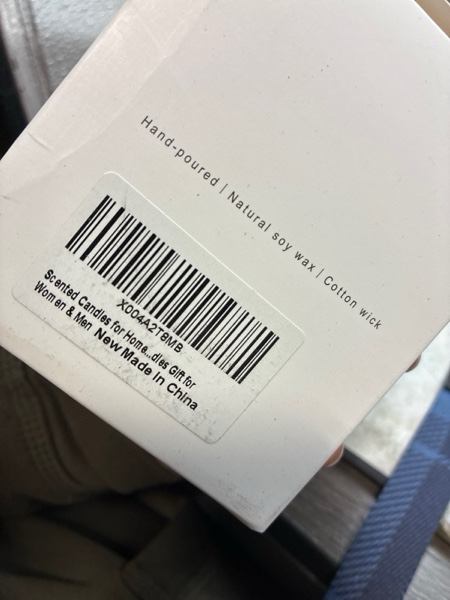 Hand-poured | Natural soy wax | Cotton wick
X004A2T9MB
Scented Candles for Home...dles Gift for
Women & Men New Made in China